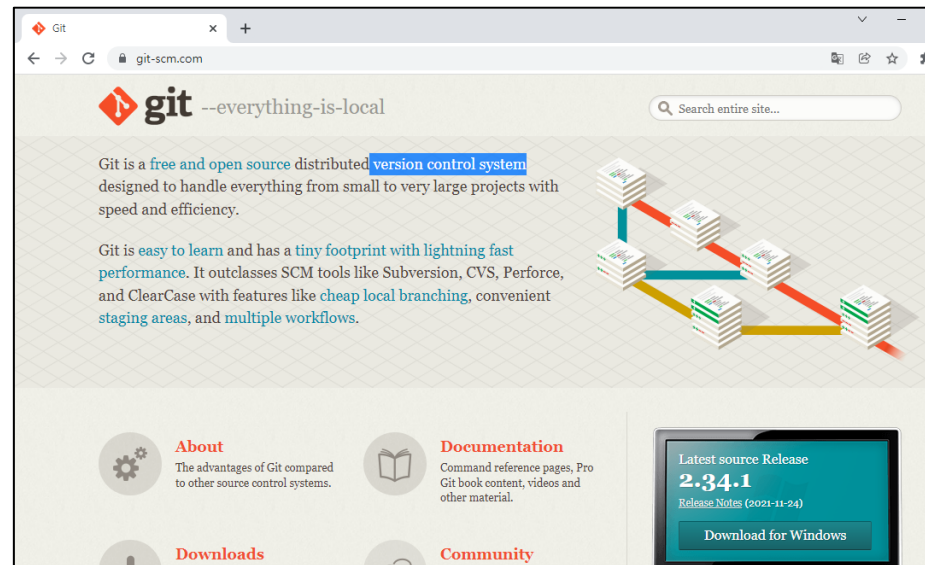 Git
git-scm.com
git --everything-is-local
Search entire site...
Git is a free and open source distributed version control system
designed to handle everything from small to very large projects with
speed and efficiency.
Git is easy to learn and has a tiny footprint with lightning fast
performance. It outclasses SCM tools like Subversion, CVS, Perforce,
and ClearCase with features like cheap local branching, convenient
staging areas, and multiple workflows.
About
The advantages of Git compared
to other source control systems.
Documentation
Command reference pages, Pro
Git book content, videos and
other material.
Latest source Release
2.34.1
Release Notes (2021-11-24)
Download for Windows
Downloads
Community